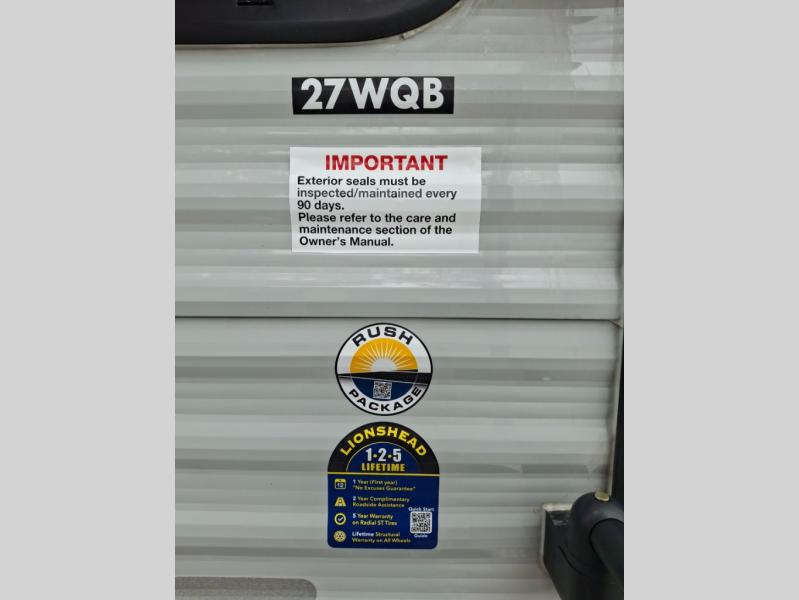 27WQB
IMPORTANT
Exterior seals must be
inspected/maintained every
90 days.
Please refer to the care and
maintenance section of the
Owner's Manual.
RUSH
PACKAGE
LIONSHEAD
1·2·5
LIFETIME
12
1 Year (First year)
"No Excuses Guarantee"
2 Year Complimentary
Roadside Assistance
5 Year Warranty
on Radial ST Tires
Lifetime Structural
Warranty on All Wheels
Quick Start
Guide